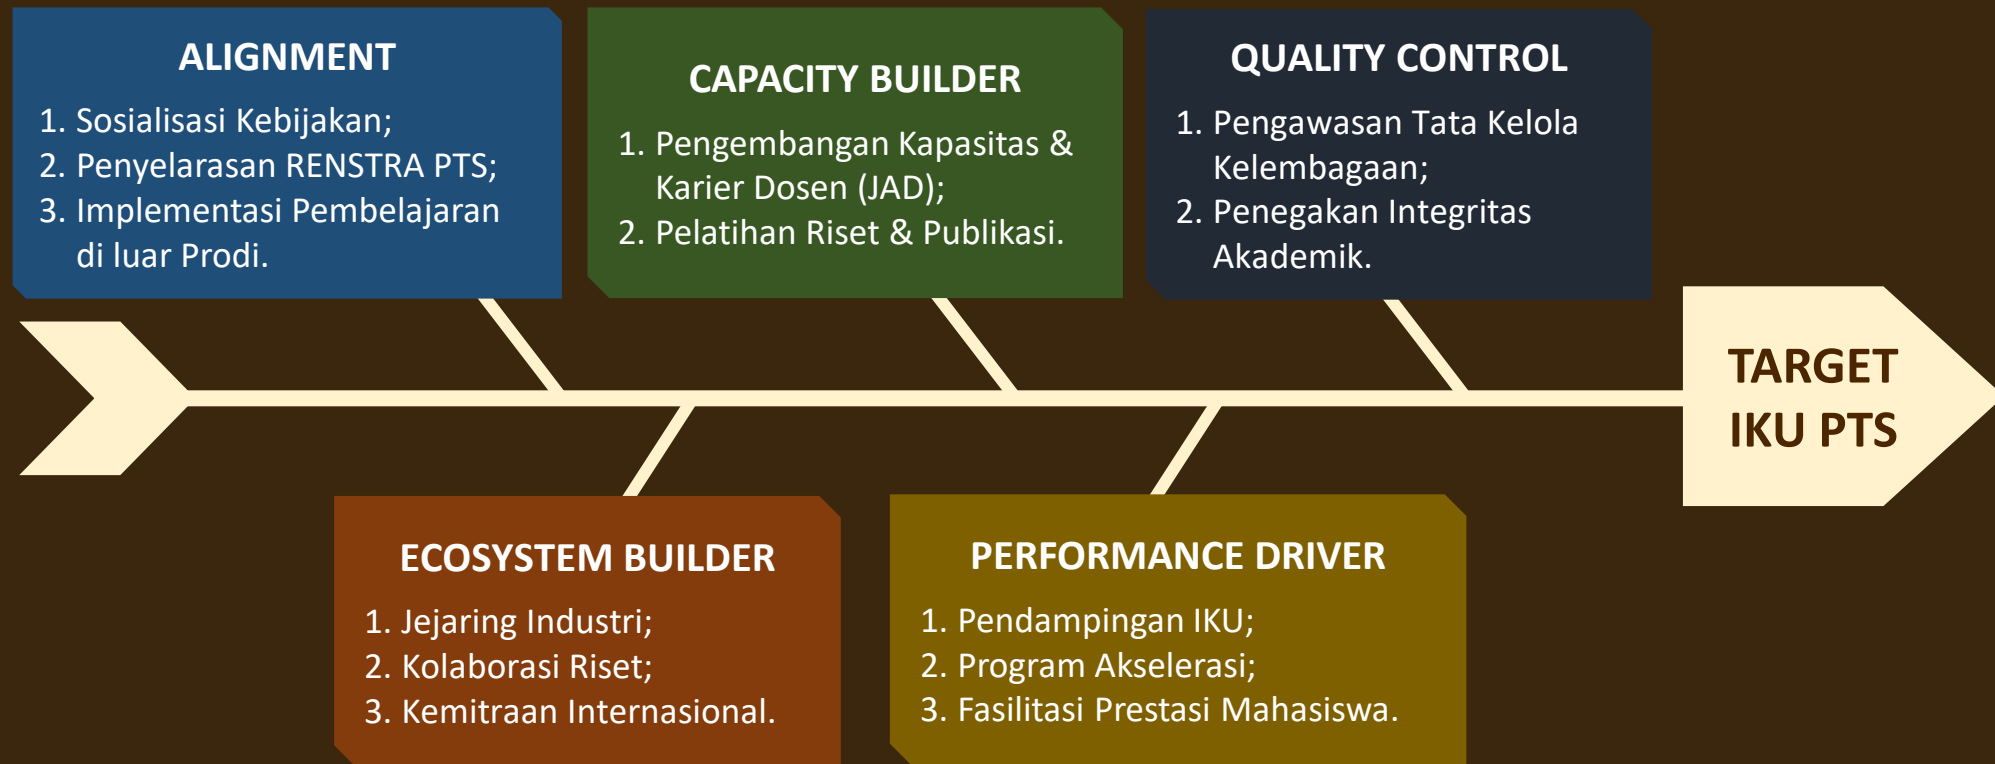 ALIGNMENT
1. Sosialisasi Kebijakan;
2. Penyelarasan RENSTRA PTS;
3. Implementasi Pembelajaran
di luar Prodi.
CAPACITY BUILDER
1. Pengembangan Kapasitas &
Karier Dosen (JAD);
2. Pelatihan Riset & Publikasi.
QUALITY CONTROL
1. Pengawasan Tata Kelola
Kelembagaan;
2. Penegakan Integritas
Akademik.
TARGET
IKU PTS
ECOSYSTEM BUILDER
1. Jejaring Industri;
2. Kolaborasi Riset;
3. Kemitraan Internasional.
PERFORMANCE DRIVER
1. Pendampingan IKU;
2. Program Akselerasi;
3. Fasilitasi Prestasi Mahasiswa.